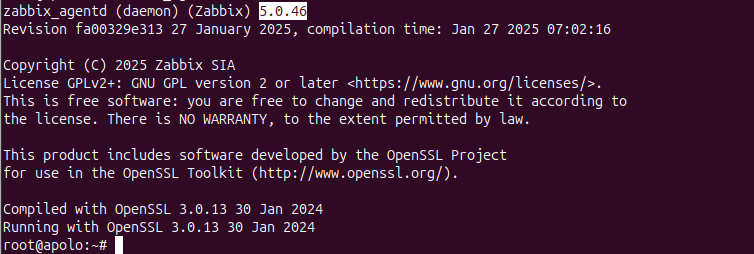 zabbix_agentd (daemon) (Zabbix) 5.0.46
Revision fa00329e313 27 January 2025, compilation time: Jan 27 2025 07:02:16
Copyright (C) 2025 Zabbix SIA
License GPLv2+: GNU GPL version 2 or later <https://www.gnu.org/licenses/>.
This is free software: you are free to change and redistribute it according to
the license. There is NO WARRANTY, to the extent permitted by law.
This product includes software developed by the OpenSSL Project
for use in the OpenSSL Toolkit (http://www.openssl.org/).
Compiled with OpenSSL 3.0.13 30 Jan 2024
Running with OpenSSL 3.0.13 30 Jan 2024
root@apolo:~#